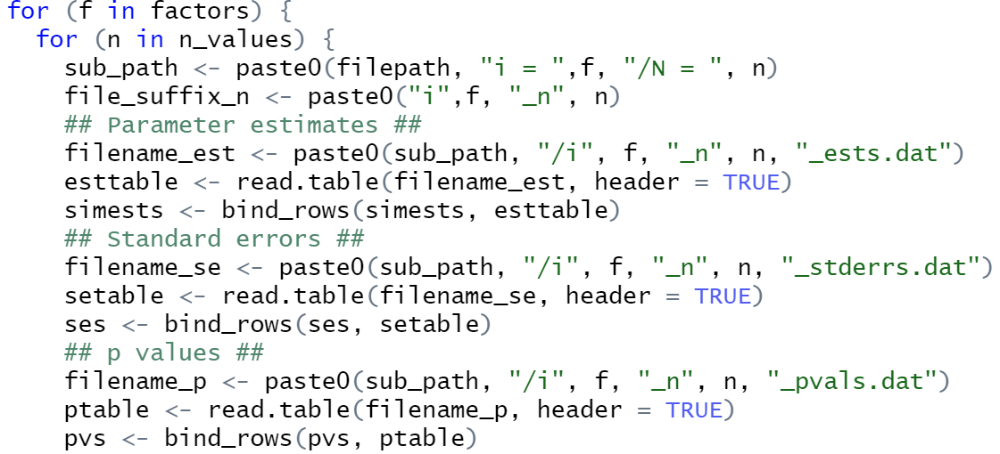 for (f in factors) {
  for (n in n_values) {
    sub_path <- paste0(filepath, "i = ",f, "/N = ", n)
    file_suffix_n <- paste0("i",f, "_n", n)
    ## Parameter estimates ##
    filename_est <- paste0(sub_path, "/i", f, "_n", n, "_ests.dat")
    esttable <- read.table(filename_est, header = TRUE)
    simests <- bind_rows(simests, esttable)
    ## Standard errors ##
    filename_se <- paste0(sub_path, "/i", f, "_n", n, "_stderrs.dat")
    setable <- read.table(filename_se, header = TRUE)
    ses <- bind_rows(ses, setable)
    ## p values ##
    filename_p <- paste0(sub_path, "/i", f, "_n", n, "_pvals.dat")
    ptable <- read.table(filename_p, header = TRUE)
    pvs <- bind_rows(pvs, ptable)